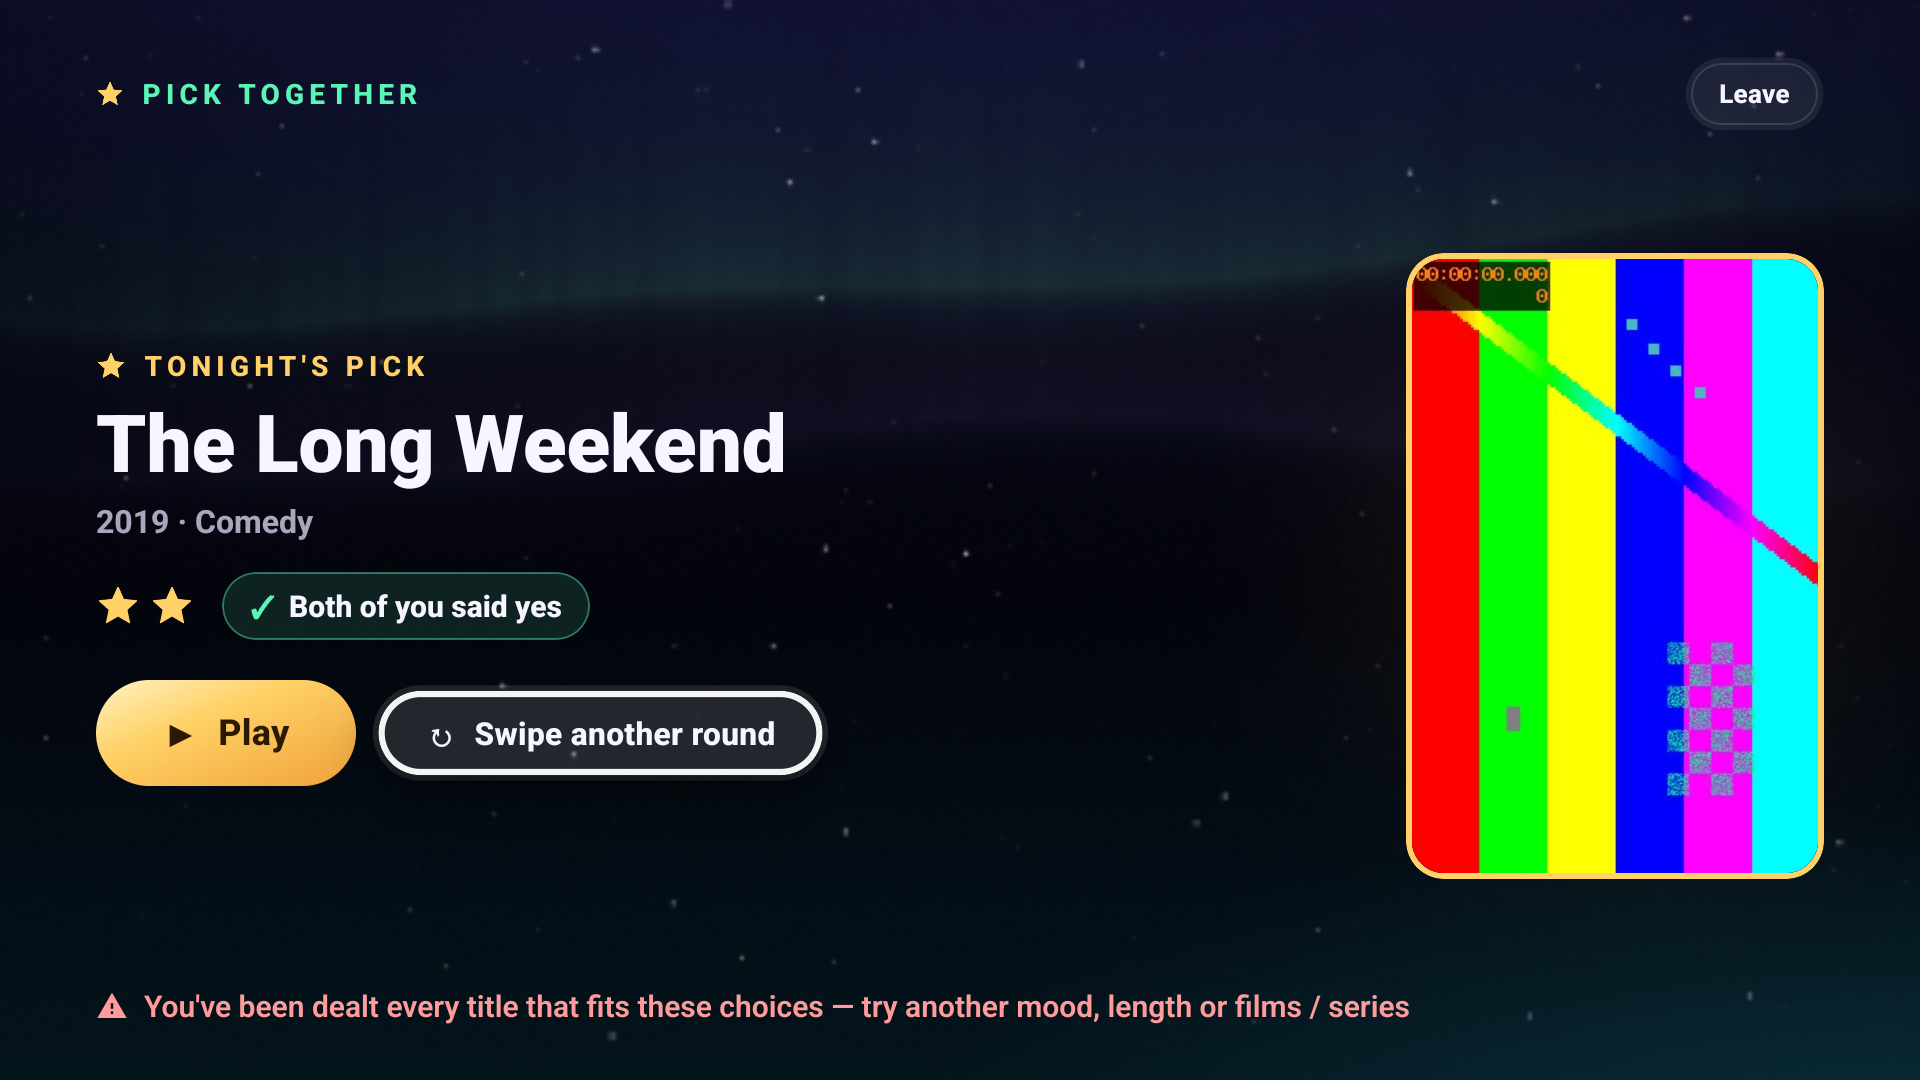 PICK TOGETHER
Leave
00:00:00.000
0
TONIGHT'S PICK
The Long Weekend
2019 · Comedy
✓ Both of you said yes
▶ Play
↻ Swipe another round
You've been dealt every title that fits these choices — try another mood, length or films / series